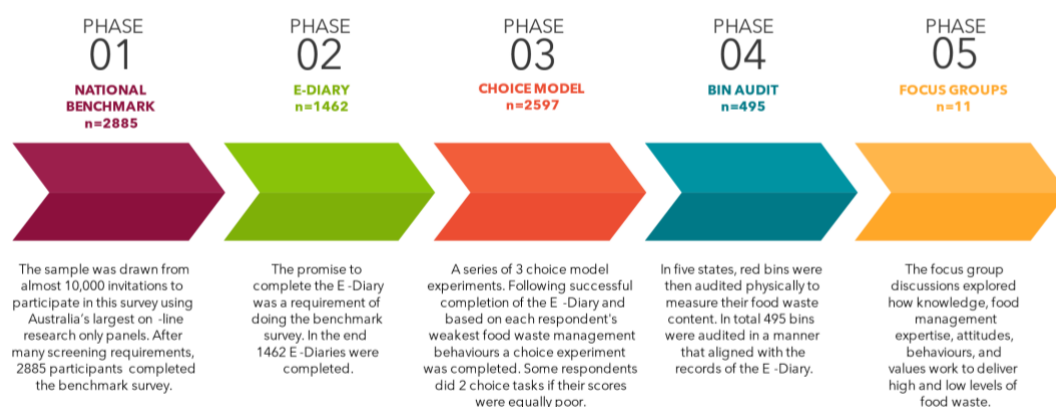 PHASE
01
NATIONAL
BENCHMARK
n=2885
The sample was drawn from
almost 10,000 invitations to
participate in this survey using
Australia's largest on -line
research only panels. After
many screening requirements,
2885 participants completed
the benchmark survey.
PHASE
02
E-DIARY
n=1462
The promise to
complete the E -Diary
was a requirement of
doing the benchmark
survey. In the end
1462 E -Diaries were
completed.
PHASE
03
CHOICE MODEL
n=2597
A series of 3 choice model
experiments. Following successful
completion of the E -Diary and
based on each respondent's
weakest food waste management
behaviours a choice experiment
was completed. Some respondents
did 2 choice tasks if their scores
were equally poor.
PHASE
04
BIN AUDIT
n=495
In five states, red bins were
then audited physically to
measure their food waste
content. In total 495 bins
were audited in a manner
that aligned with the
records of the E -Diary.
PHASE
05
FOCUS GROUPS
n=11
The focus group
discussions explored
how knowledge, food
management
expertise, attitudes,
behaviours, and
values work to deliver
high and low levels of
food waste.